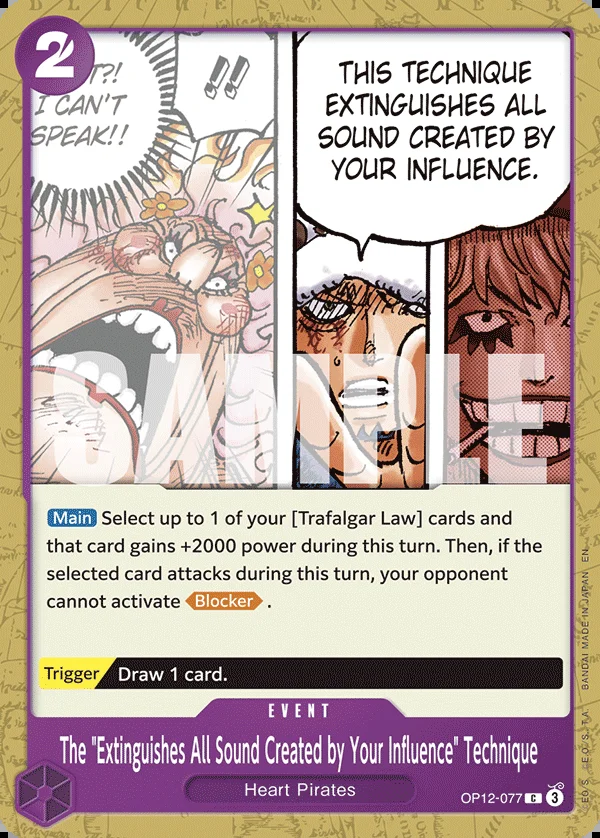 2
?!
I CAN'T
SPEAK!!
!!
THIS TECHNIQUE
EXTINGUISHES ALL
SOUND CREATED BY
YOUR INFLUENCE.
SAMPLE
Main Select up to 1 of your [Trafalgar Law] cards and
that card gains +2000 power during this turn. Then, if the
selected card attacks during this turn, your opponent
cannot activate Blocker .
Trigger Draw 1 card.
EVENT
The "Extinguishes All Sound Created by Your Influence" Technique
Heart Pirates
OP12-077 C 3
BANDAI MADE IN JAPAN EN